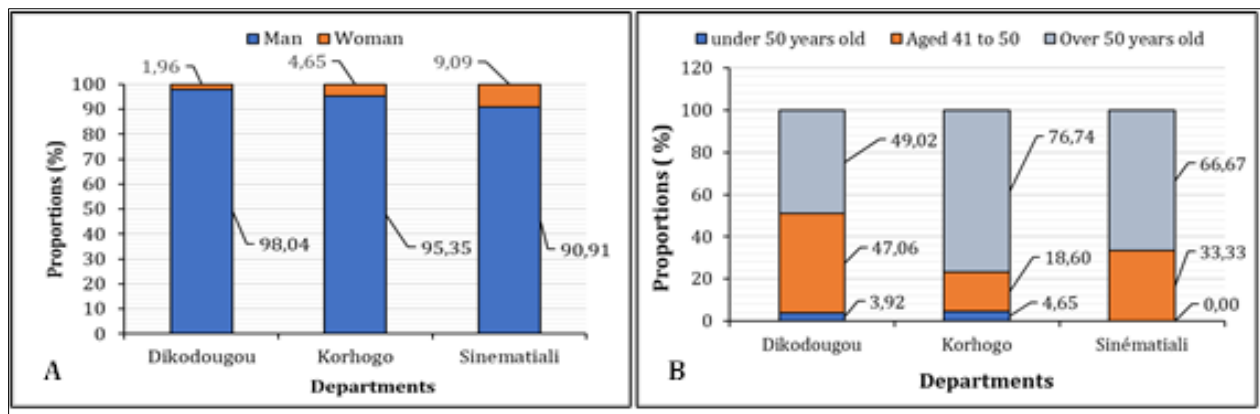 Man Woman
1,96 4,65 9,09
100
90
80
70
60
50
40
30
20
10
0
Proportions (%)
98,04 95,35 90,91
Dikodougou Korhogo Sinematiali
Departments
A
under 50 years old Aged 41 to 50 Over 50 years old
120
100
80
60
40
20
0
Proportions ( %)
49,02 76,74 66,67
47,06 18,60 33,33
3,92 4,65 0,00
Dikodougou Korhogo Sinématiali
Departments
B